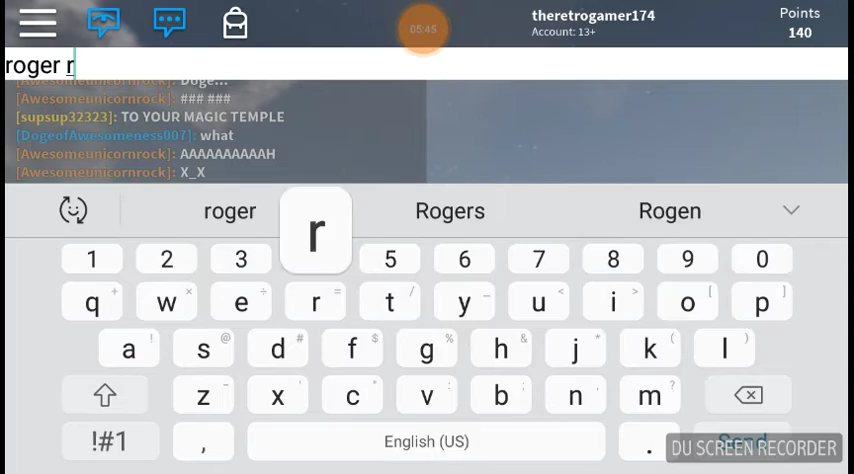 theretrogamer174
Account: 13+
Points
140
05:45
roger r
[Awesomeunicornrock]: Doge...
[Awesomeunicornrock]: ### ###
[supsup32323]: TO YOUR MAGIC TEMPLE
[DogeofAwesomeness007]: what
[Awesomeunicornrock]: AAAAAAAAAAH
[Awesomeunicornrock]: X_X
roger Rogers Rogen
r
1 2 3 5 6 7 8 9 0
q + w × e ÷ r = t / y _ u < i > o [ p ]
a ! s @ d # f $ g % h & j * k ( l )
z - x ' c " v : b ; n , m ?
!#1 , English (US) . Send
DU SCREEN RECORDER